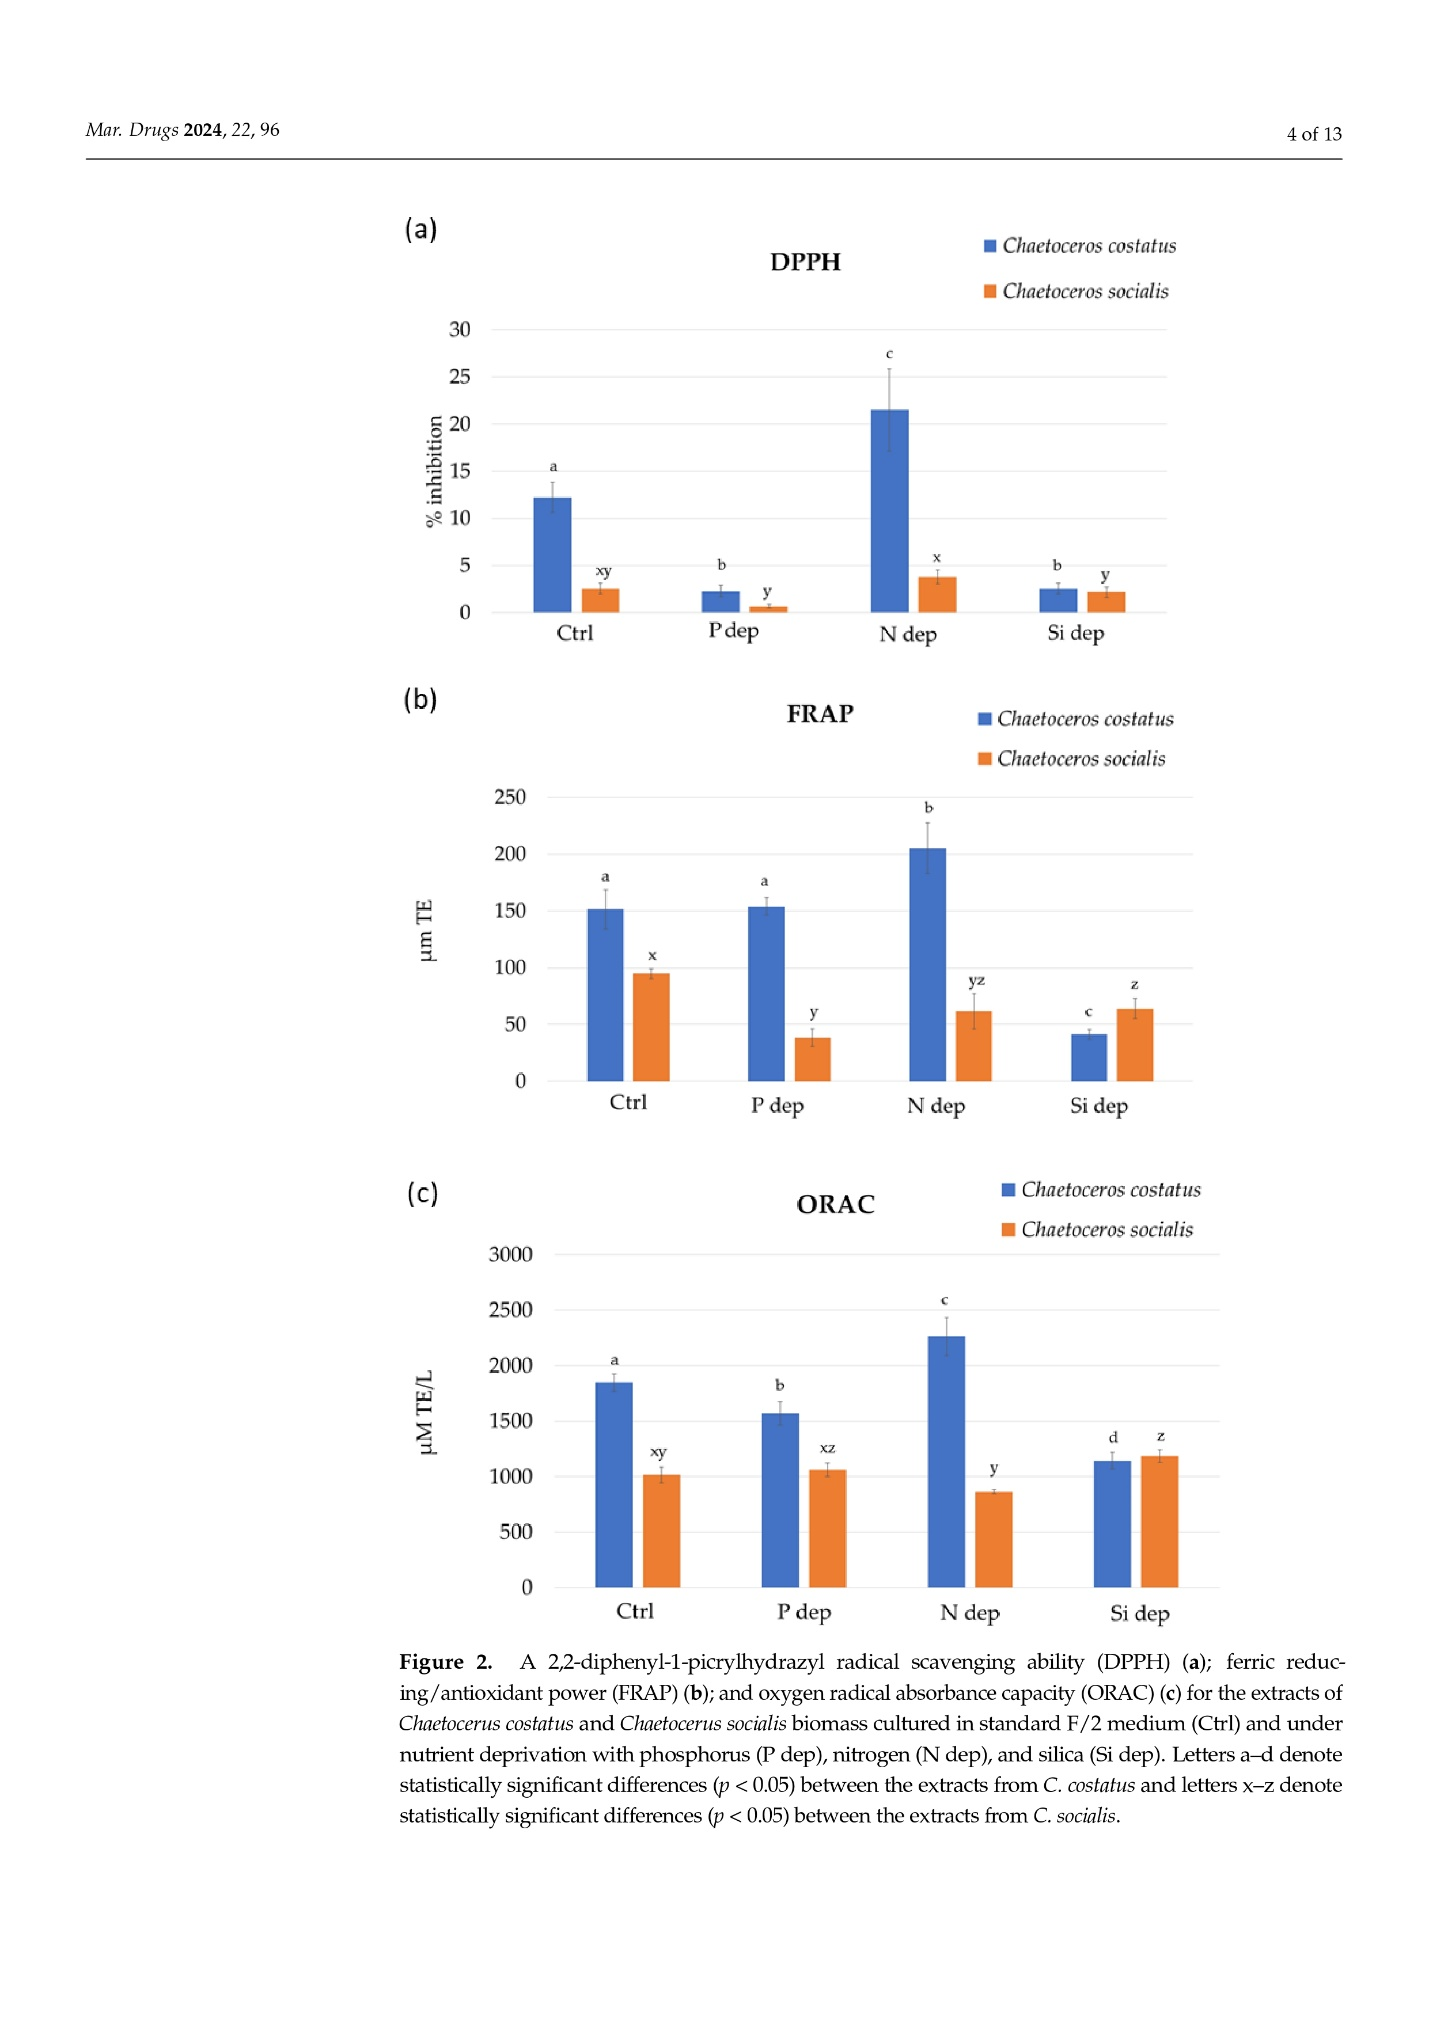 Mar. Drugs 2024, 22, 96
4 of 13
(a)
DPPH
Chaetoceros costatus
Chaetoceros socialis
30
25
20
15
10
5
0
% inhibition
a
xy
b
y
c
x
b
y
Ctrl
P dep
N dep
Si dep
(b)
FRAP
Chaetoceros costatus
Chaetoceros socialis
250
200
150
100
50
0
µm TE
a
x
a
y
b
yz
c
z
Ctrl
P dep
N dep
Si dep
(c)
ORAC
Chaetoceros costatus
Chaetoceros socialis
3000
2500
2000
1500
1000
500
0
µM TE/L
a
xy
b
xz
c
y
d
z
Ctrl
P dep
N dep
Si dep
Figure 2. A 2,2-diphenyl-1-picrylhydrazyl radical scavenging ability (DPPH) (a); ferric reduc-
ing/antioxidant power (FRAP) (b); and oxygen radical absorbance capacity (ORAC) (c) for the extracts of
Chaetocerus costatus and Chaetocerus socialis biomass cultured in standard F/2 medium (Ctrl) and under
nutrient deprivation with phosphorus (P dep), nitrogen (N dep), and silica (Si dep). Letters a–d denote
statistically significant differences (p < 0.05) between the extracts from C. costatus and letters x–z denote
statistically significant differences (p < 0.05) between the extracts from C. socialis.